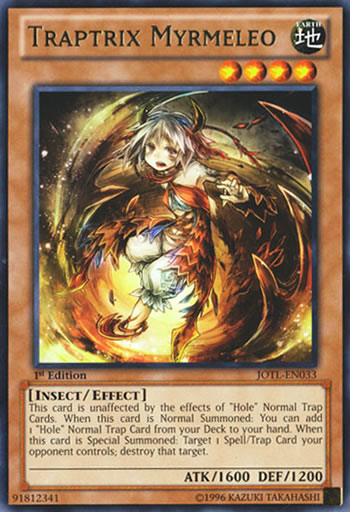 TRAPTRIX MYRMELEO
EARTH
地
1st Edition
JOTL-EN033
[INSECT/EFFECT]
This card is unaffected by the effects of "Hole" Normal Trap
Cards. When this card is Normal Summoned: You can add
1 "Hole" Normal Trap Card from your Deck to your hand. When
this card is Special Summoned: Target 1 Spell/Trap Card your
opponent controls; destroy that target.
ATK/1600 DEF/1200
91812341
©1996 KAZUKI TAKAHASHI